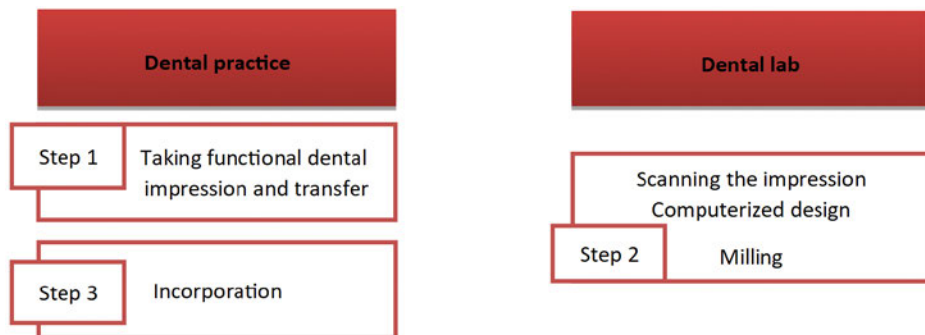 Dental practice
Step 1
Taking functional dental
impression and transfer
Step 3
Incorporation
Dental lab
Scanning the impression
Computerized design
Step 2
Milling